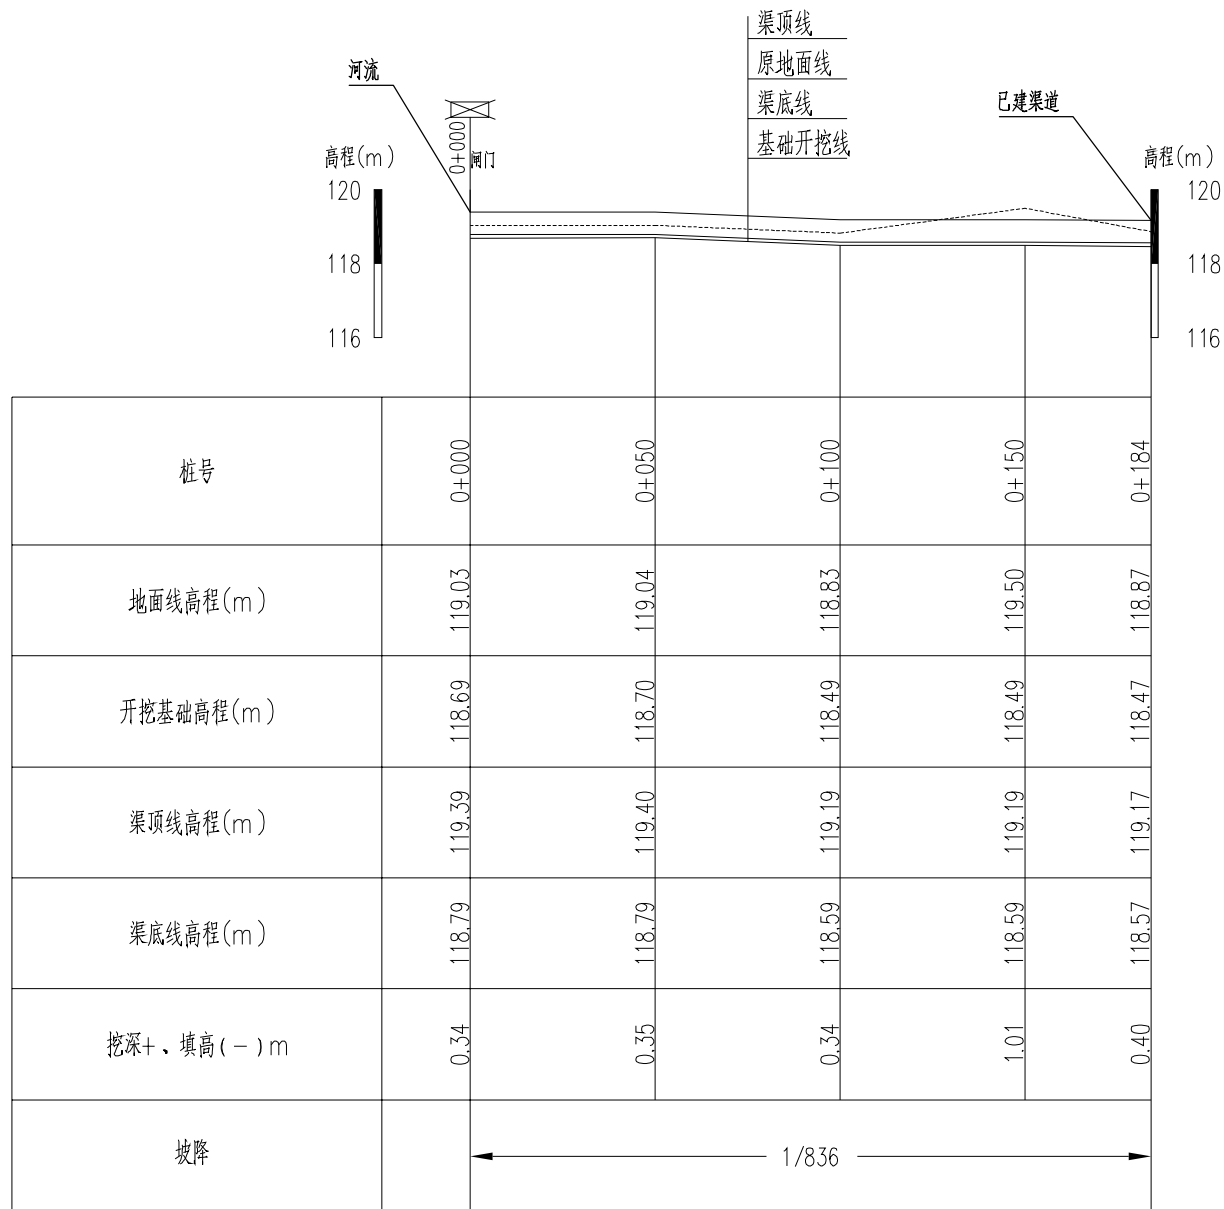 渠顶线
原地面线
渠底线
基础开挖线
河流
已建渠道
0+000
闸门
高程(m)
120
118
116
高程(m)
120
118
116
桩号 0+000 0+050 0+100 0+150 0+184
地面线高程(m) 119.03 119.04 118.83 119.50 118.87
开挖基础高程(m) 118.69 118.70 118.49 118.49 118.47
渠顶线高程(m) 119.39 119.40 119.19 119.19 119.17
渠底线高程(m) 118.79 118.79 118.59 118.59 118.57
挖深+、填高(-)m 0.34 0.35 0.34 1.01 0.40
坡降 1/836